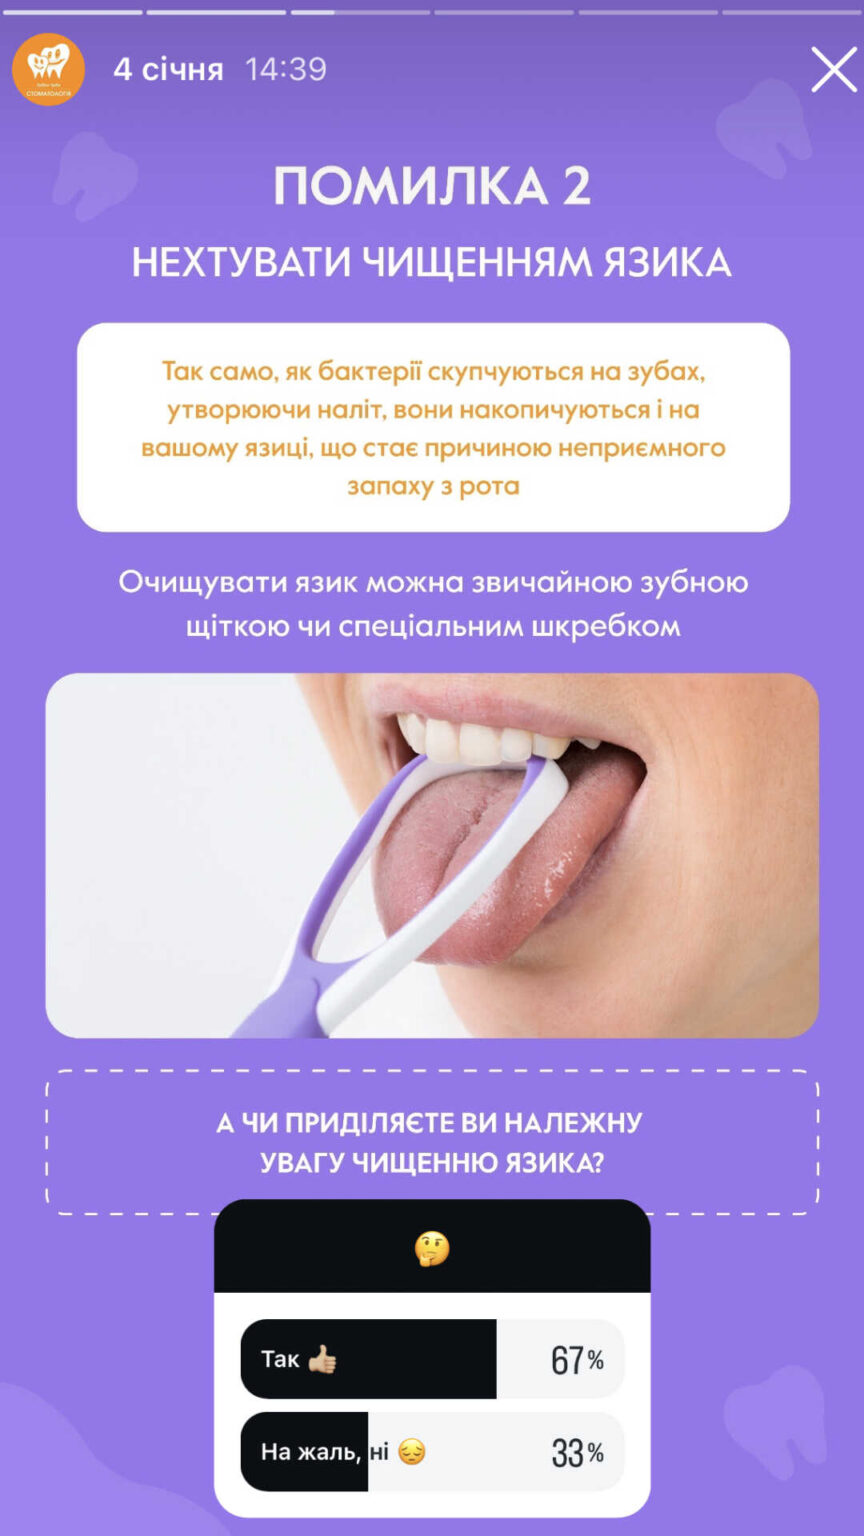 4 січня 14:39
СТОМАТОЛОГІЯ
ПОМИЛКА 2
НЕХТУВАТИ ЧИЩЕННЯМ ЯЗИКА
Так само, як бактерії скупчуються на зубах,
утворюючи наліт, вони накопичуються і на
вашому язиці, що стає причиною неприємного
запаху з рота
Очищувати язик можна звичайною зубною
щіткою чи спеціальним шкребком
А ЧИ ПРИДІЛЯЄТЕ ВИ НАЛЕЖНУ
УВАГУ ЧИЩЕННЮ ЯЗИКА?
🤔
Так 👍🏼 67%
На жаль, ні 😔 33%